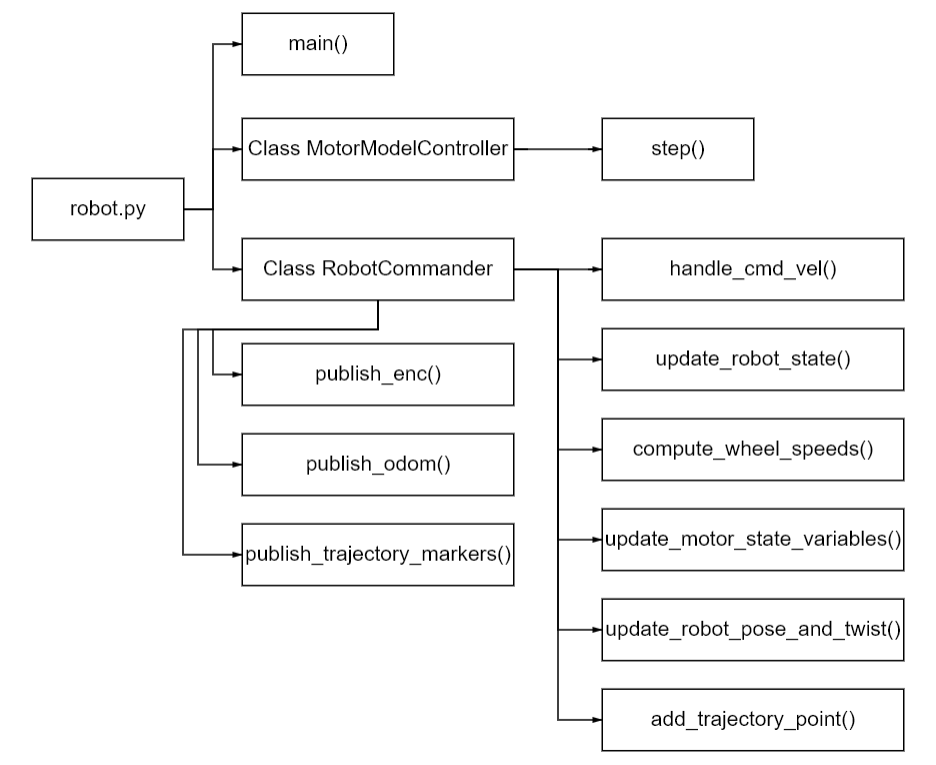 main()
Class MotorModelController
step()
robot.py
Class RobotCommander
handle_cmd_vel()
update_robot_state()
publish_enc()
compute_wheel_speeds()
publish_odom()
update_motor_state_variables()
publish_trajectory_markers()
update_robot_pose_and_twist()
add_trajectory_point()